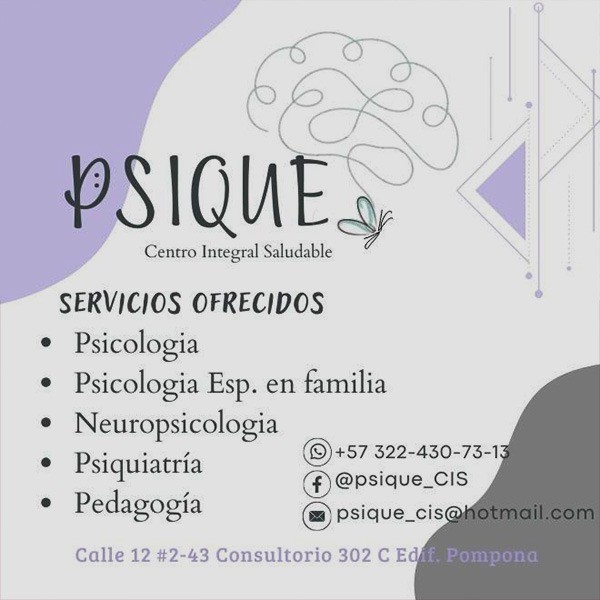 PSIQUE
Centro Integral Saludable
SERVICIOS OFRECIDOS
• Psicologia
• Psicologia Esp. en familia
• Neuropsicologia
• Psiquiatría
• Pedagogía
+57 322-430-73-13
@psique_CIS
psique_cis@hotmail.com
Calle 12 #2-43 Consultorio 302 C Edif. Pompona